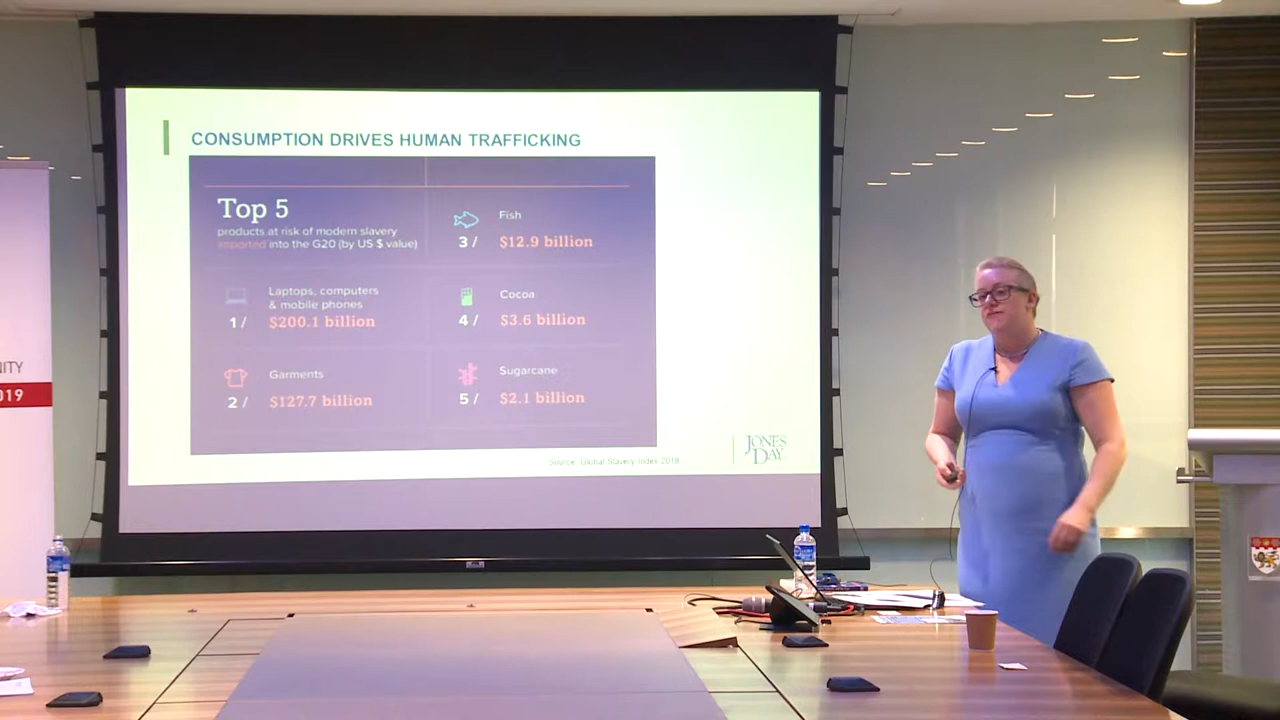 CONSUMPTION DRIVES HUMAN TRAFFICKING
Top 5
products at risk of modern slavery
imported into the G20 (by US $ value)
Laptops, computers
& mobile phones
1 / $200.1 billion
Garments
2 / $127.7 billion
Fish
3 / $12.9 billion
Cocoa
4 / $3.6 billion
Sugarcane
5 / $2.1 billion
Source: Global Slavery Index 2018
JONES
DAY
NITY
019